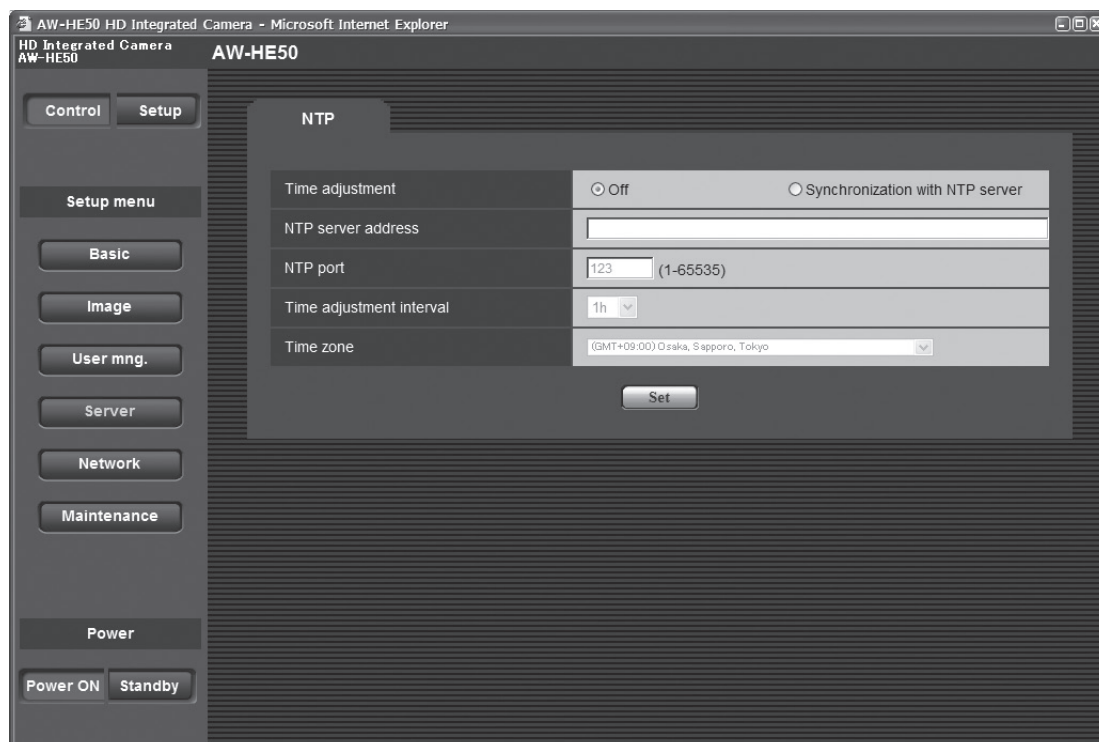 AW-HE50 HD Integrated Camera - Microsoft Internet Explorer
HD Integrated Camera
AW-HE50
AW-HE50
Control
Setup
NTP
Setup menu
Basic
Image
User mng.
Server
Network
Maintenance
Power
Power ON
Standby
Time adjustment
Off
Synchronization with NTP server
NTP server address
NTP port
123
(1-65535)
Time adjustment interval
1h
Time zone
(GMT+09:00) Osaka, Sapporo, Tokyo
Set